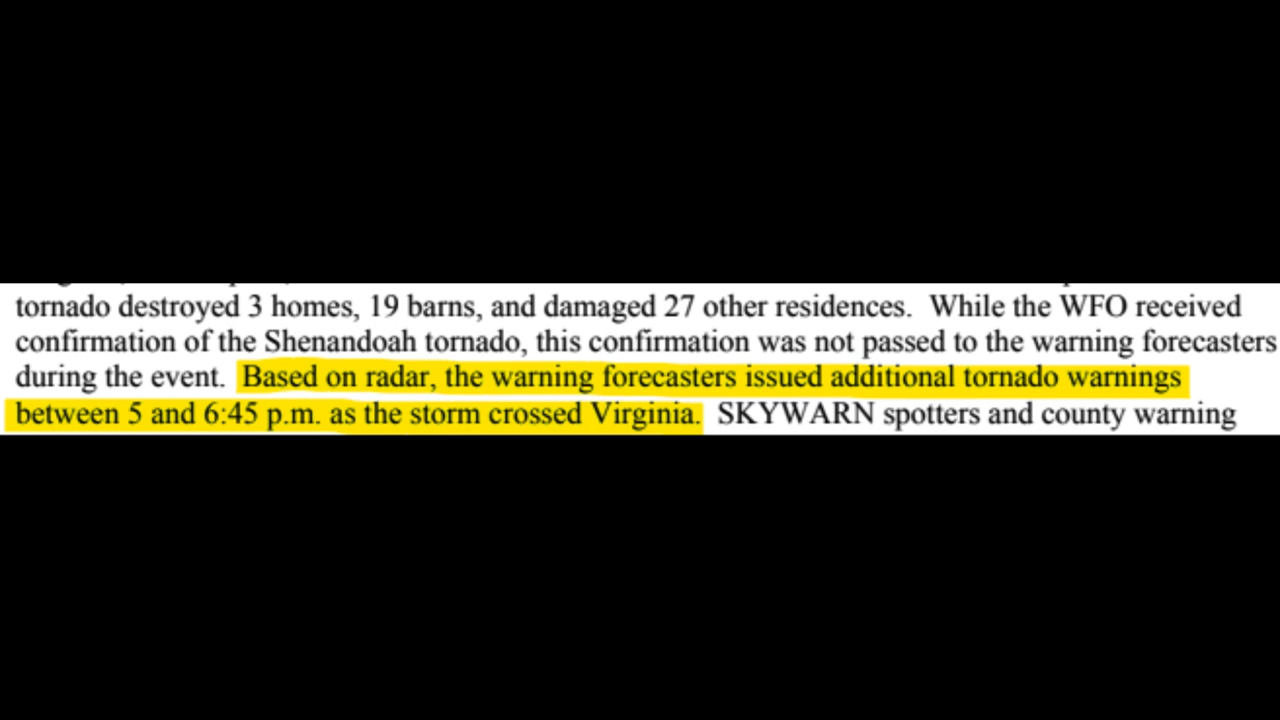 tornado destroyed 3 homes, 19 barns, and damaged 27 other residences. While the WFO received
confirmation of the Shenandoah tornado, this confirmation was not passed to the warning forecasters
during the event. Based on radar, the warning forecasters issued additional tornado warnings
between 5 and 6:45 p.m. as the storm crossed Virginia. SKYWARN spotters and county warning